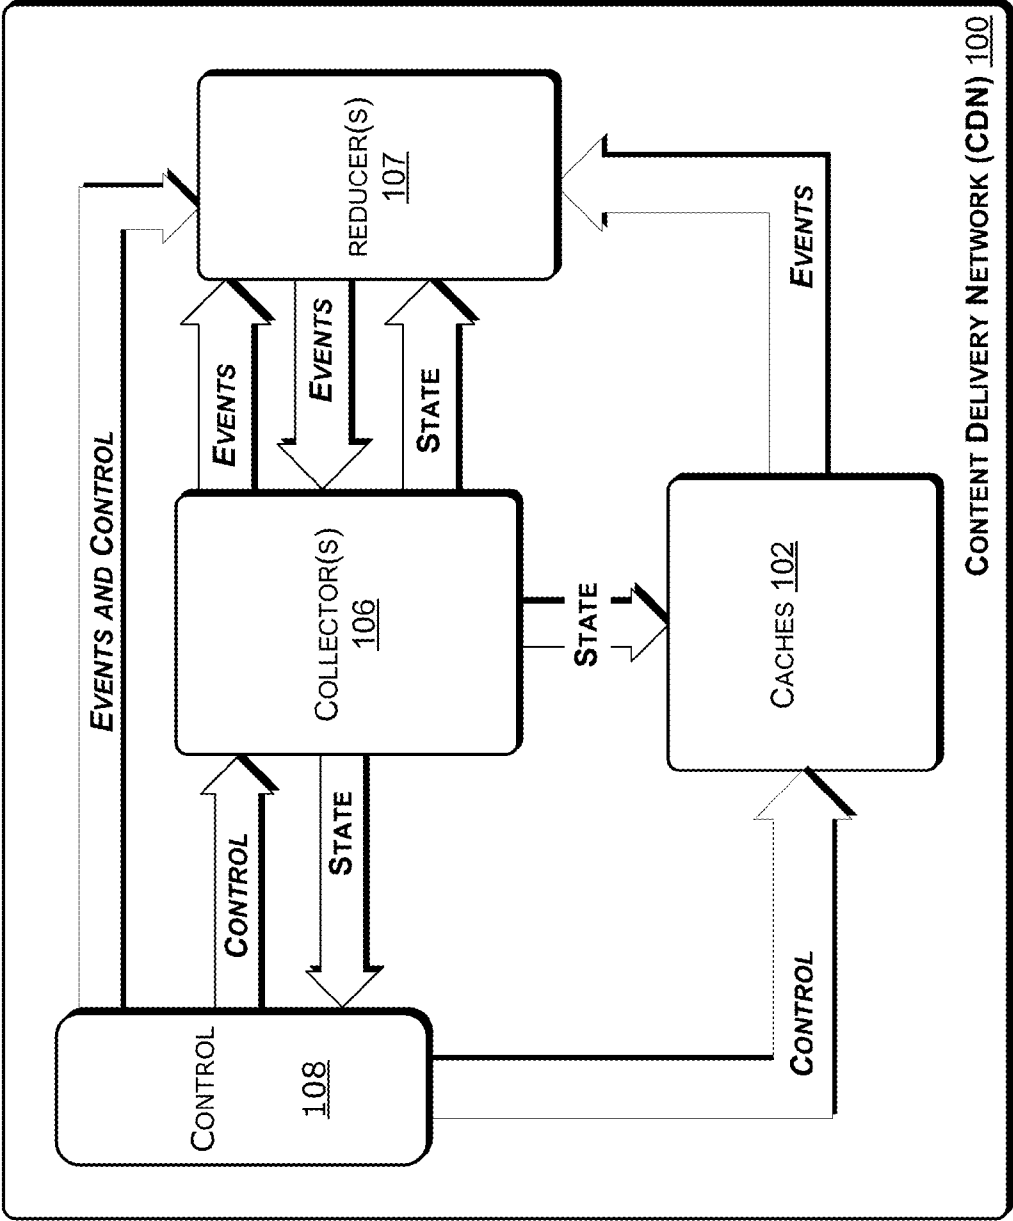 EVENTS AND CONTROL
CONTROL
108
CONTROL
STATE
COLLECTOR(S)
106
EVENTS
EVENTS
STATE
REDUCER(S)
107
STATE
CONTROL
CACHES 102
EVENTS
CONTENT DELIVERY NETWORK (CDN) 100